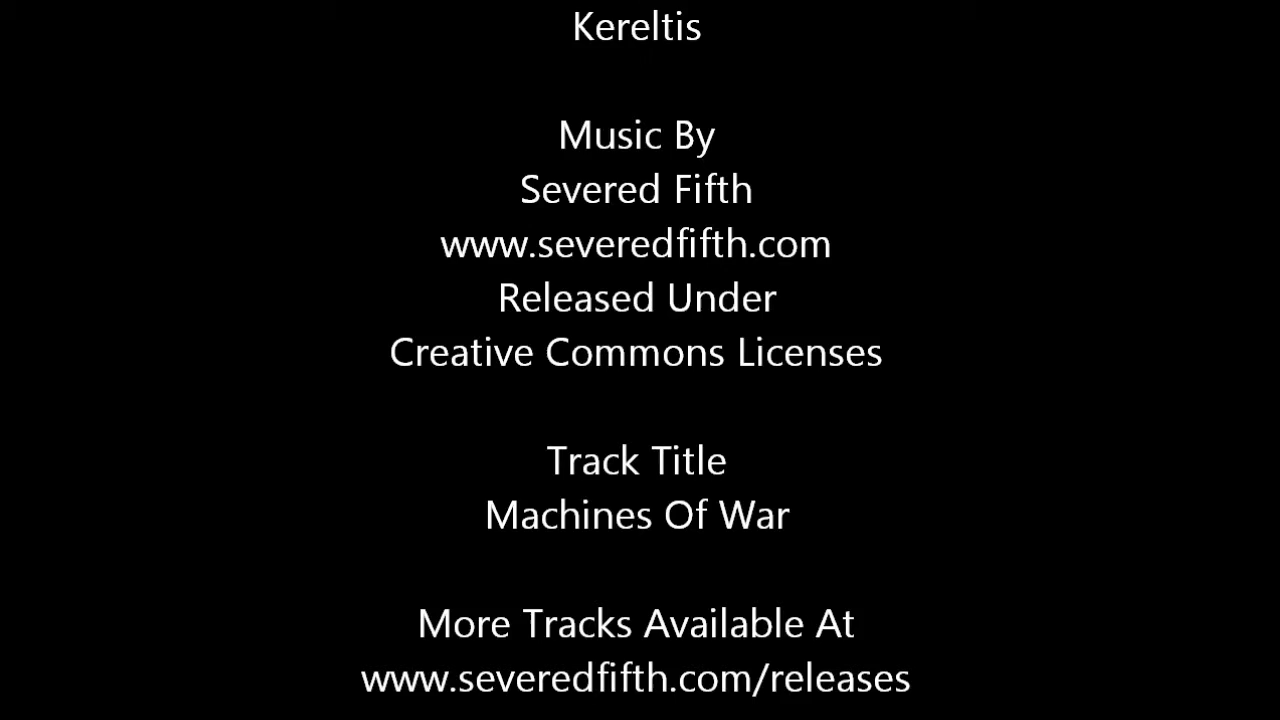 Kereltis
Music By
Severed Fifth
www.severedfifth.com
Released Under
Creative Commons Licenses
Track Title
Machines Of War
More Tracks Available At
www.severedfifth.com/releases